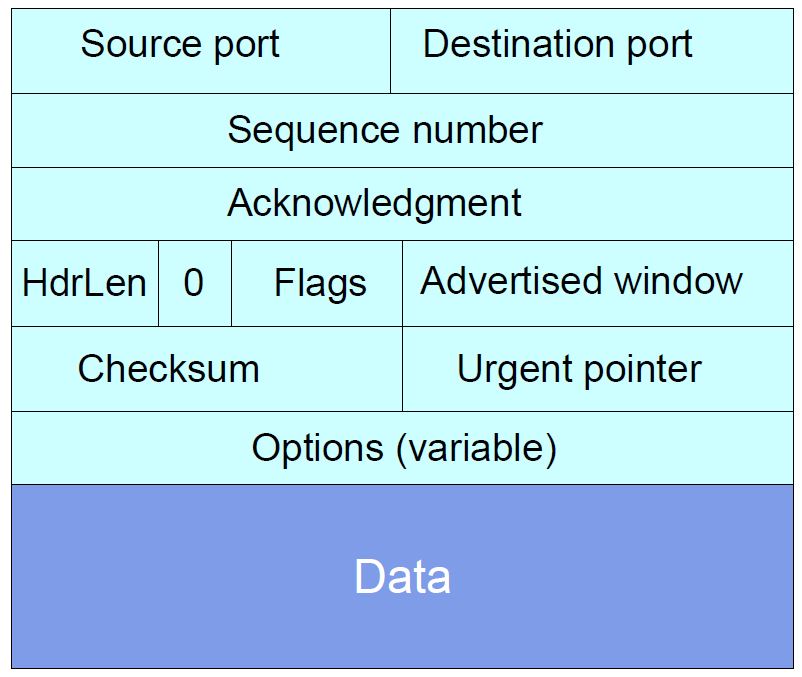 Source port Destination port
Sequence number
Acknowledgment
HdrLen 0 Flags Advertised window
Checksum Urgent pointer
Options (variable)
Data